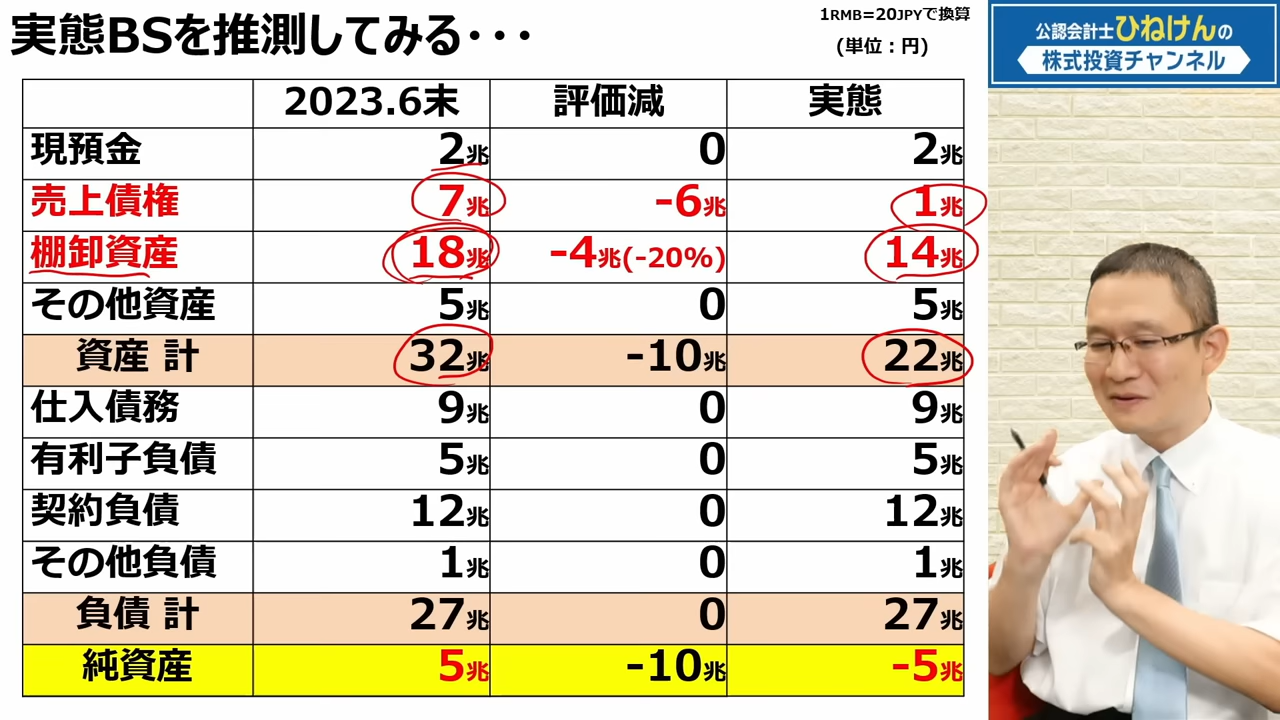 実態BSを推測してみる・・・
1RMB=20JPYで換算
(単位：円)
公認会計士ひねけんの
株式投資チャンネル
2023.6末 評価減 実態
現預金 2兆 0 2兆
売上債権 7兆 -6兆 1兆
棚卸資産 18兆 -4兆(-20%) 14兆
その他資産 5兆 0 5兆
資産 計 32兆 -10兆 22兆
仕入債務 9兆 0 9兆
有利子負債 5兆 0 5兆
契約負債 12兆 0 12兆
その他負債 1兆 0 1兆
負債 計 27兆 0 27兆
純資産 5兆 -10兆 -5兆